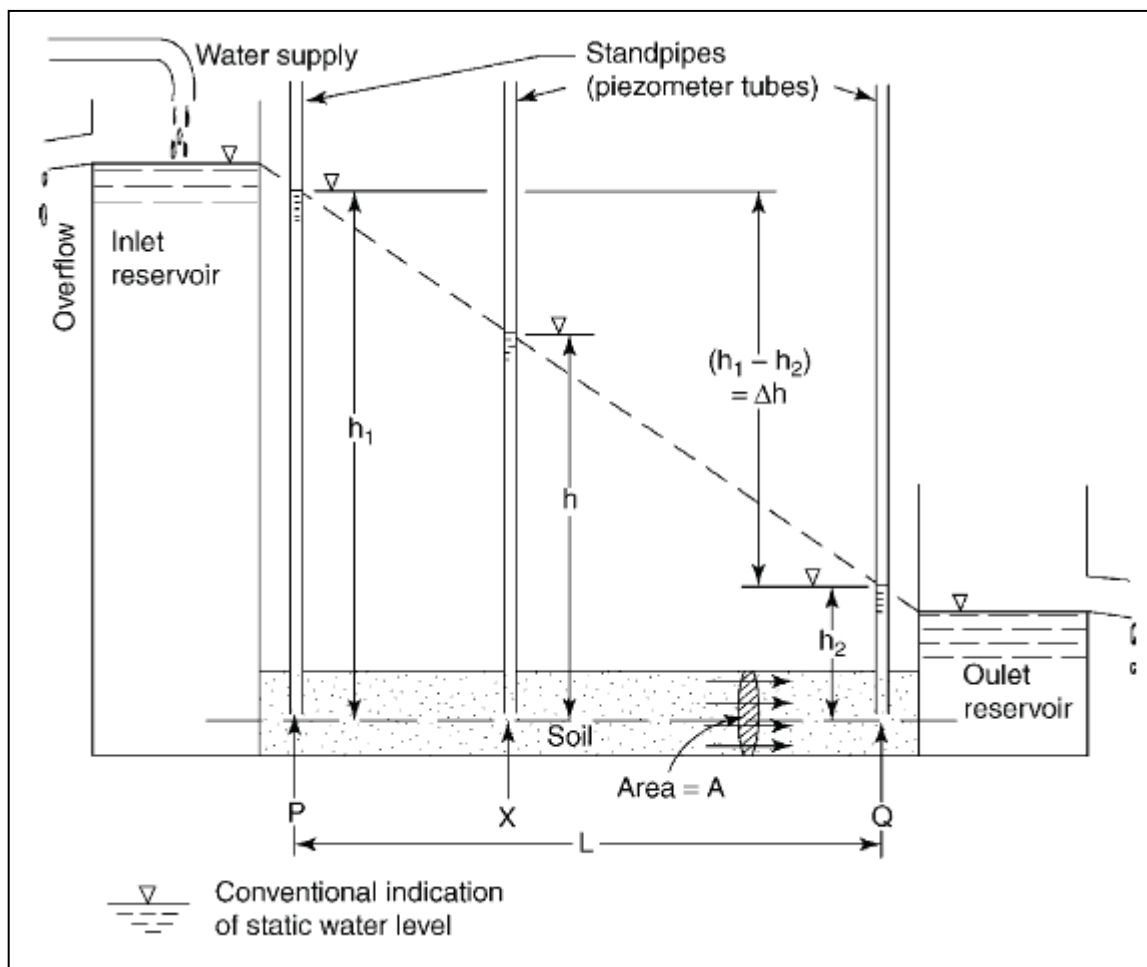 Water supply
Standpipes
(piezometer tubes)
Overflow
Inlet
reservoir
h₁
h
(h₁ – h₂)
= Δh
h₂
Oulet
reservoir
Soil
Area = A
P
X
Q
L
Conventional indication
of static water level